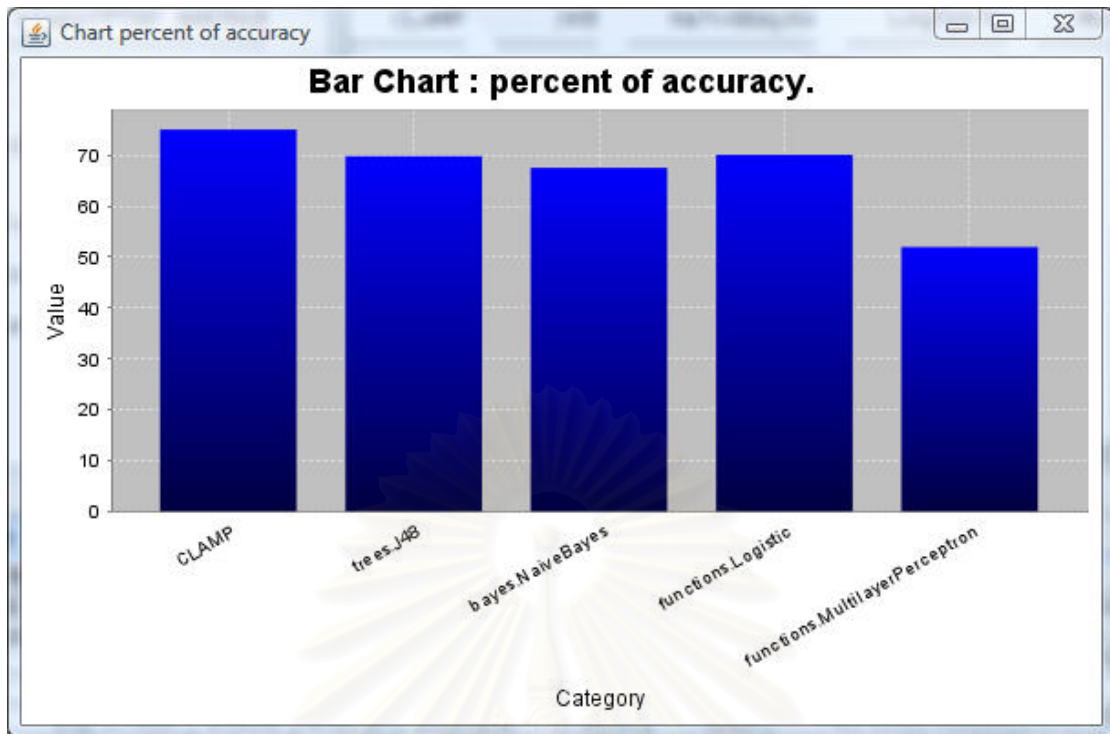 Chart percent of accuracy
Bar Chart : percent of accuracy.
Value
70
60
50
40
30
20
10
0
CLAMP
trees.J48
bayes.NaiveBayes
functions.Logistic
functions.MultilayerPerceptron
Category